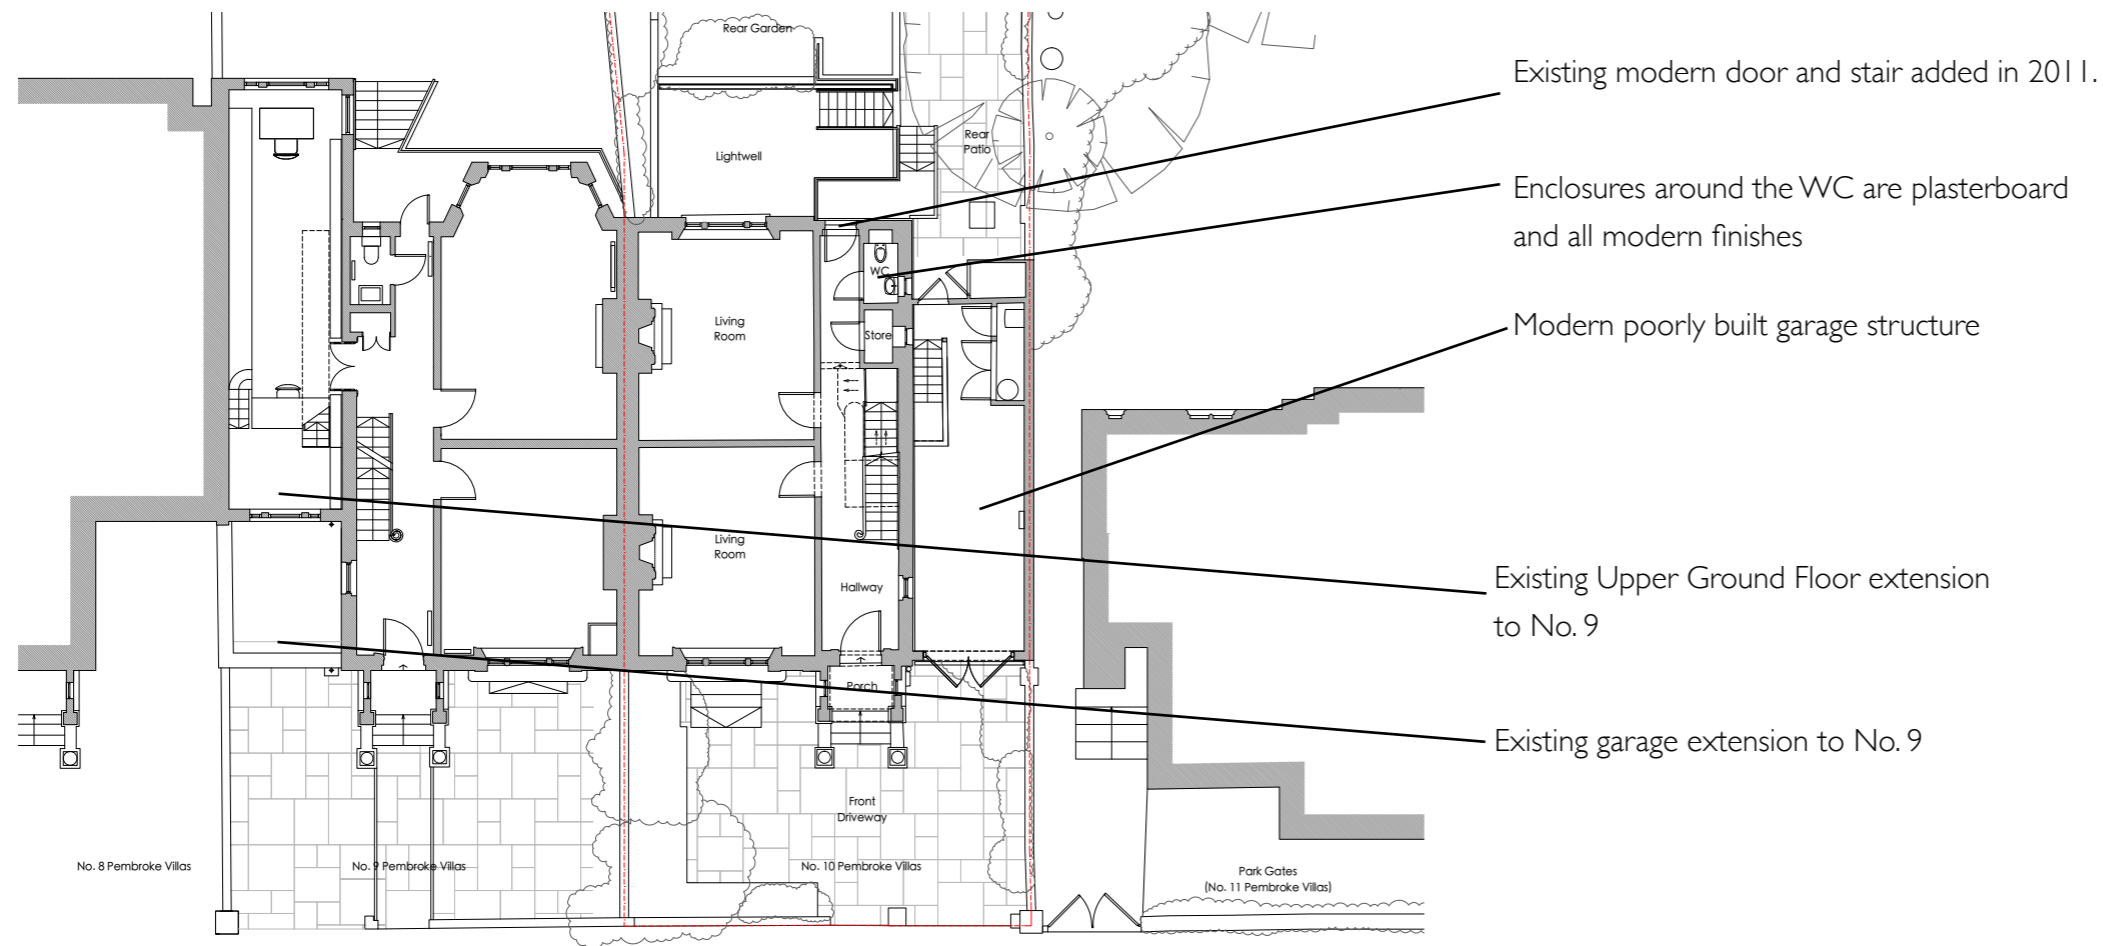 Rear Garden
Existing modern door and stair added in 2011.
Rear
Patio
Lightwell
Enclosures around the WC are plasterboard
and all modern finishes
WC
Living
Room
Store
Modern poorly built garage structure
Living
Room
Hallway
Existing Upper Ground Floor extension
to No. 9
Porch
Existing garage extension to No. 9
Front
Driveway
No. 8 Pembroke Villas
No. 9 Pembroke Villas
No. 10 Pembroke Villas
Park Gates
(No. 11 Pembroke Villas)